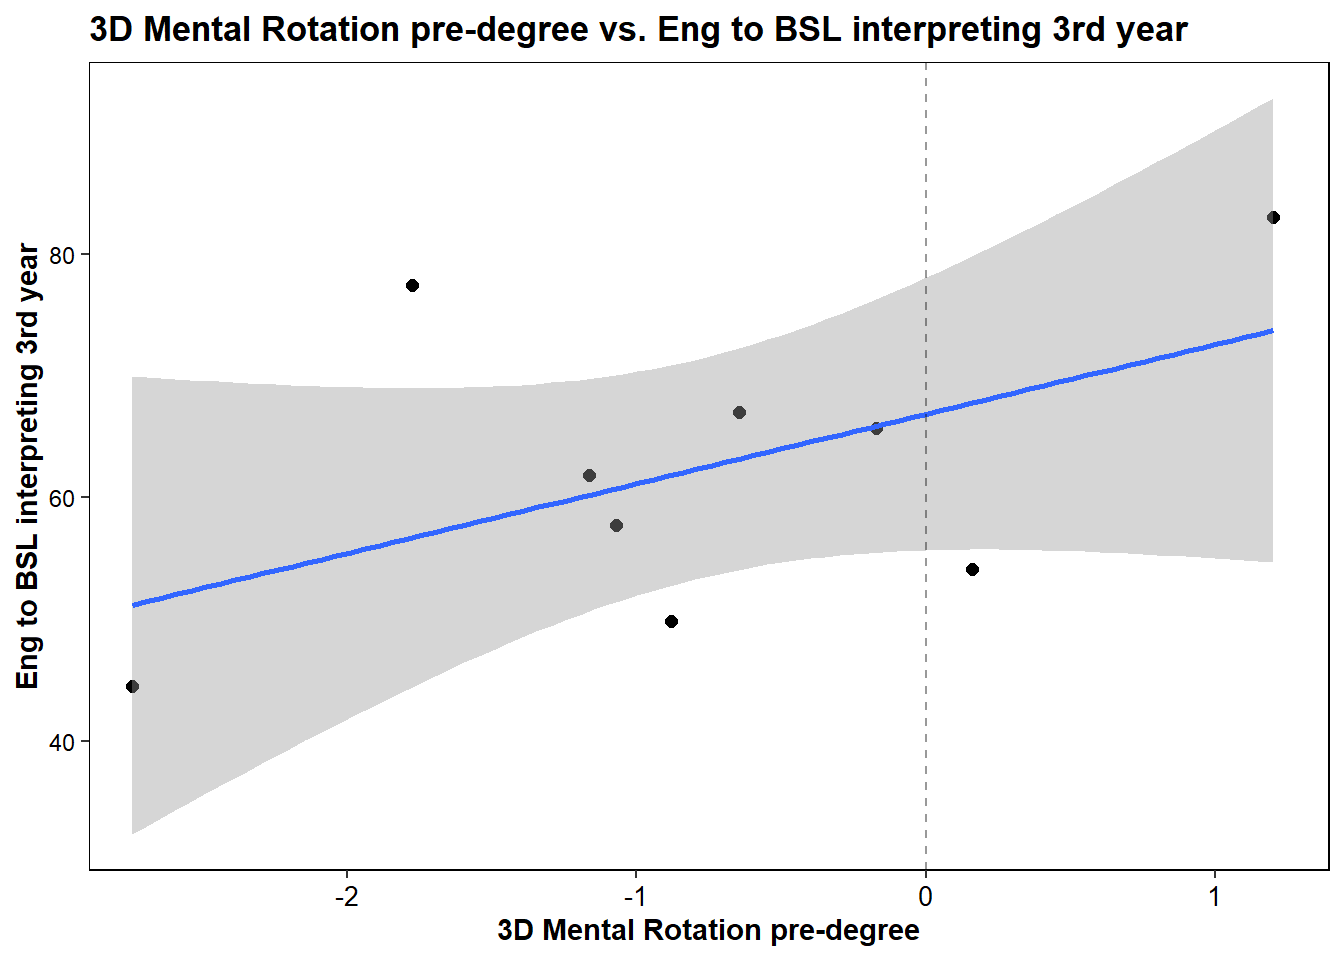 3D Mental Rotation pre-degree vs. Eng to BSL interpreting 3rd year
Eng to BSL interpreting 3rd year
80
60
40
-2
-1
0
1
3D Mental Rotation pre-degree